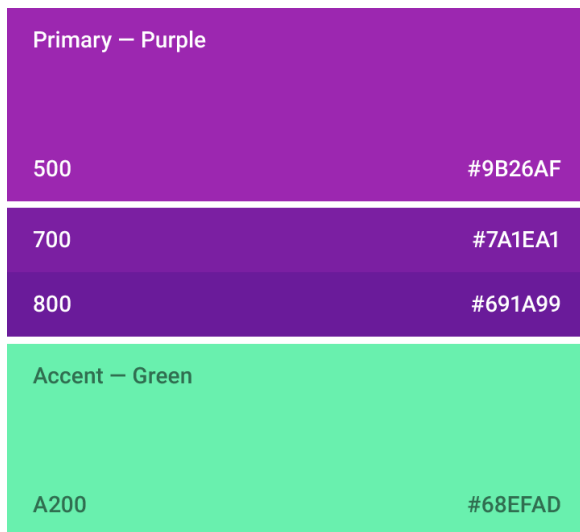 Primary — Purple
500 #9B26AF
700 #7A1EA1
800 #691A99
Accent — Green
A200 #68EFAD